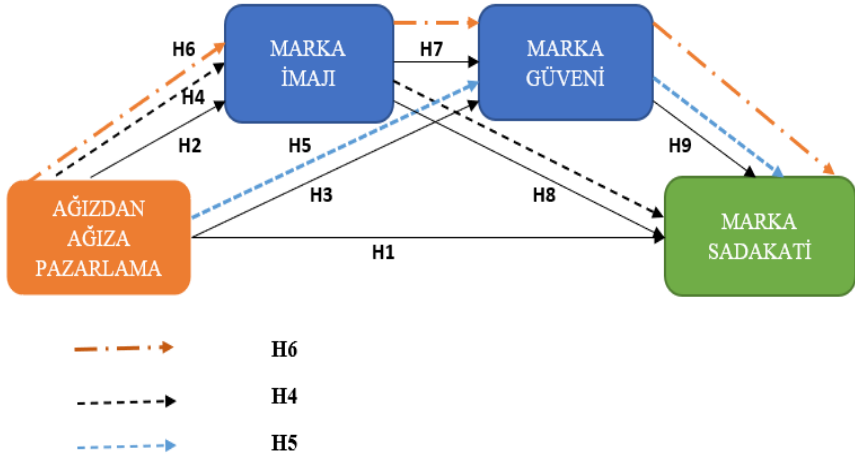 H6
MARKA
İMAJI
H7
MARKA
GÜVENİ
H4
H2
H5
H9
AĞIZDAN
AĞIZA
PAZARLAMA
H3
H8
MARKA
SADAKATİ
H1
H6
H4
H5